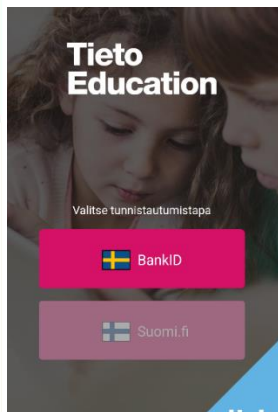 Tieto
Education
Valitse tunnistautumistapa
BankID
Suomi.fi